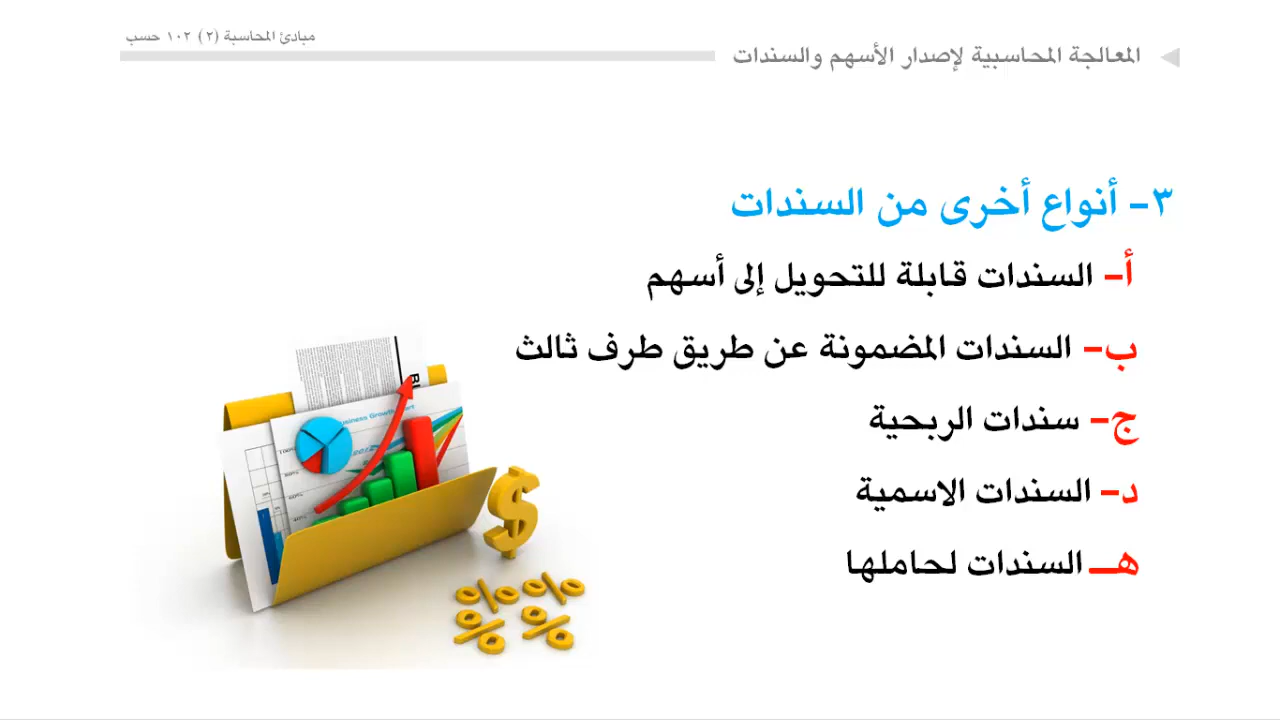 مبادئ المحاسبة (٢) ١٠٢ حسب
المعالجة المحاسبية لإصدار الأسهم والسندات
٣- أنواع أخرى من السندات
أ- السندات قابلة للتحويل إلى أسهم
ب- السندات المضمونة عن طريق طرف ثالث
ج- سندات الربحية
د- السندات الاسمية
هـ السندات لحاملها
$
% %
% %